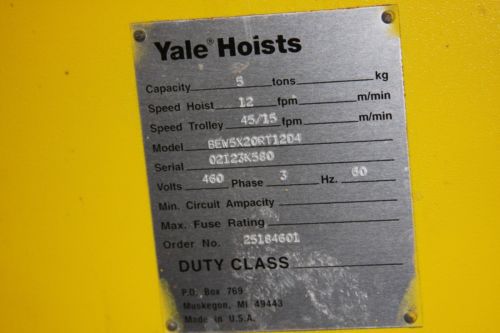 Yale® Hoists
Capacity 5 tons kg
Speed Hoist 12 fpm m/min
Speed Trolley 45/15 fpm m/min
Model BEW5X20RT12D4
Serial 02123K580
Volts 460 Phase 3 Hz. 60
Min. Circuit Ampacity
Max. Fuse Rating
Order No. 25184601
DUTY CLASS
P.O. Box 769
Muskegon, MI 49443
Made in U.S.A